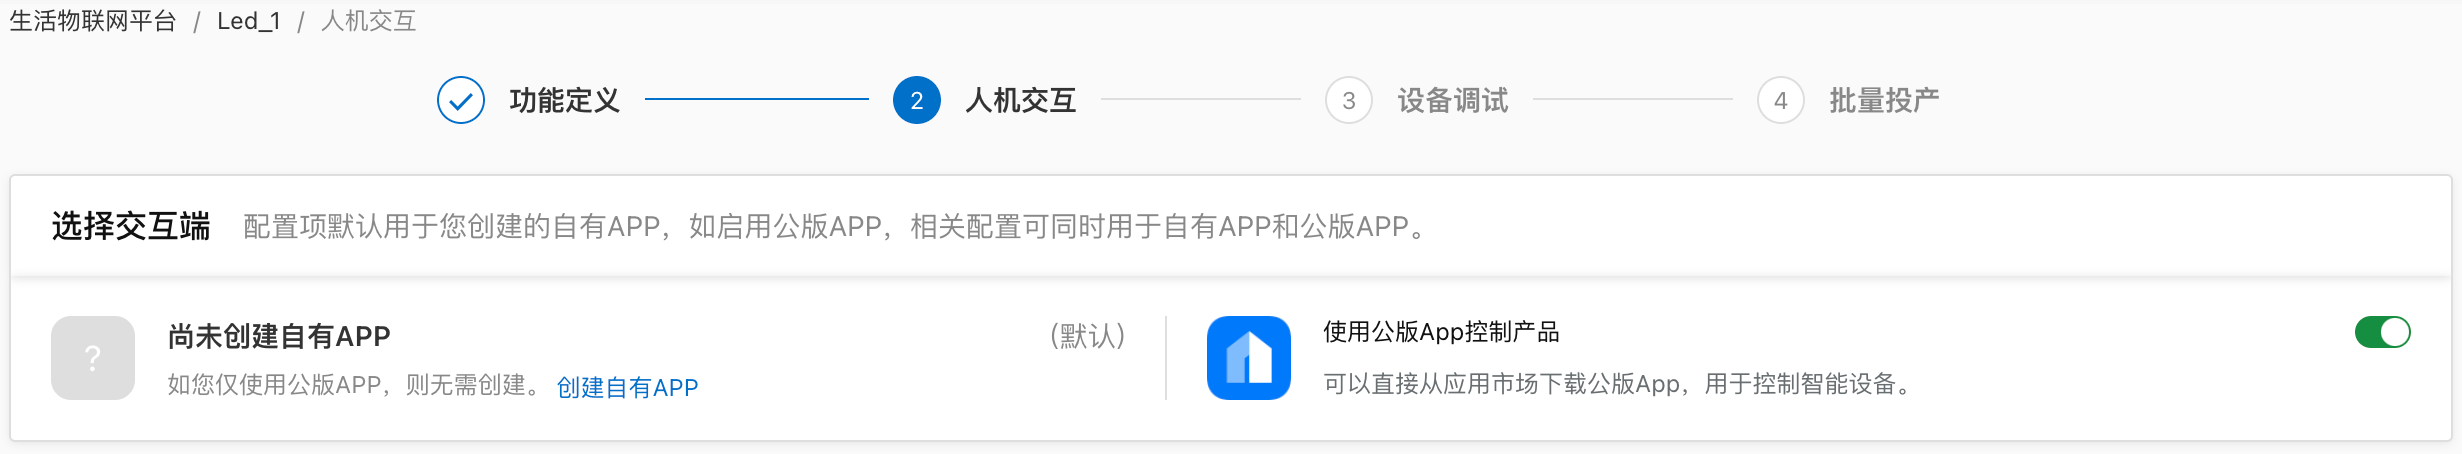 生活物联网平台 / Led_1 / 人机交互
功能定义 2 人机交互 3 设备调试 4 批量投产
选择交互端 配置项默认用于您创建的自有APP，如启用公版APP，相关配置可同时用于自有APP和公版APP。
?
尚未创建自有APP (默认)
如您仅使用公版APP，则无需创建。 创建自有APP
使用公版App控制产品
可以直接从应用市场下载公版App，用于控制智能设备。